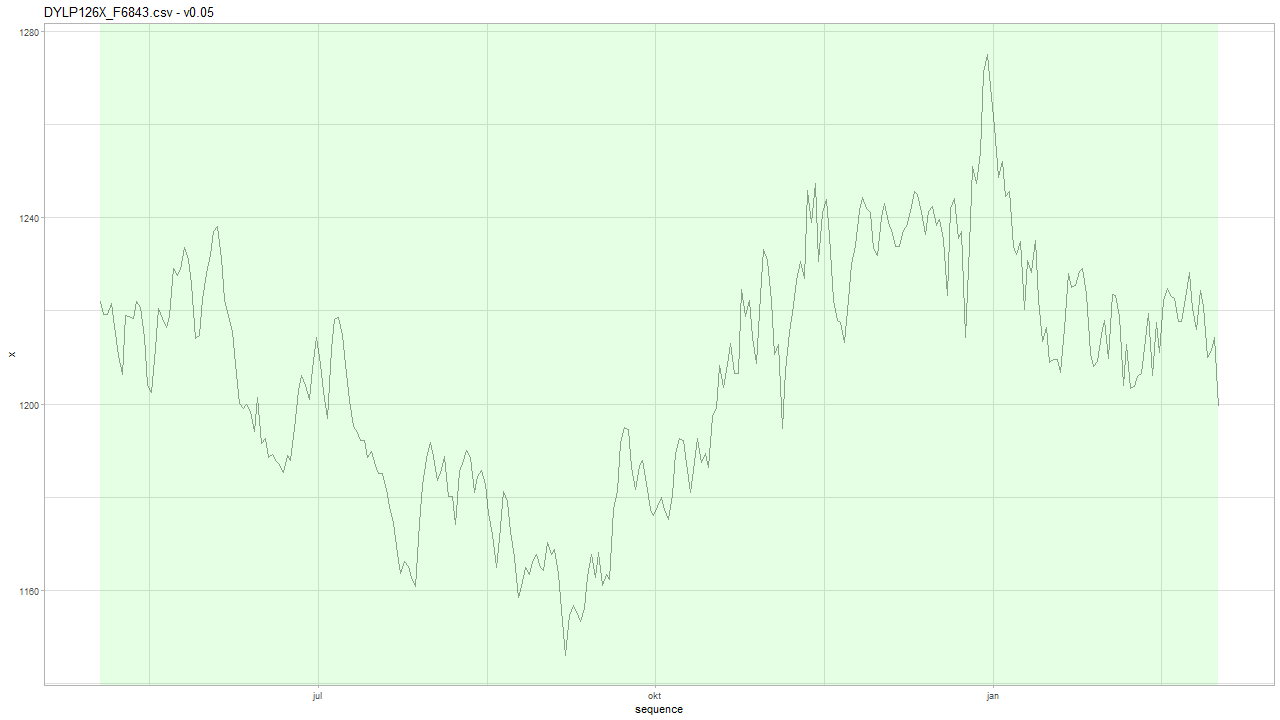 DYLP126X_F6843.csv - v0.05
1280
1240
1200
1160
x
jul
okt
jan
sequence